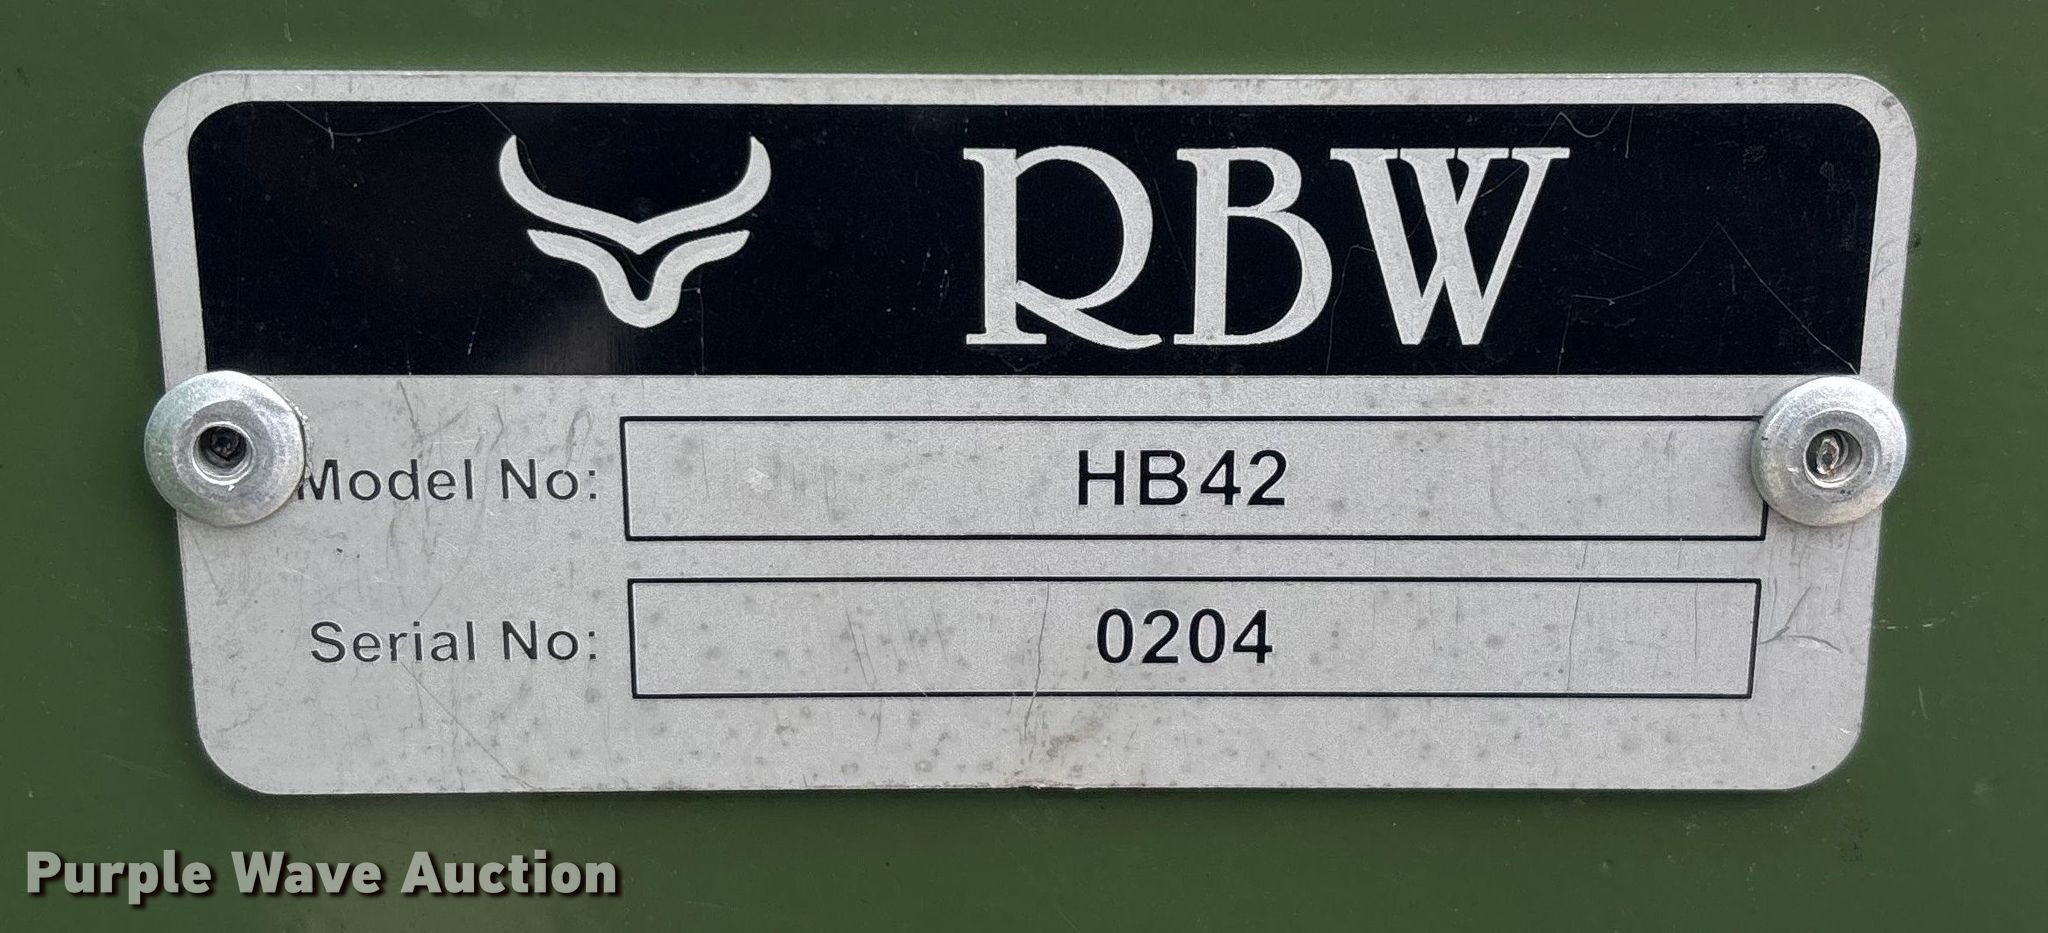 RBW
Model No: HB42
Serial No: 0204
Purple Wave Auction